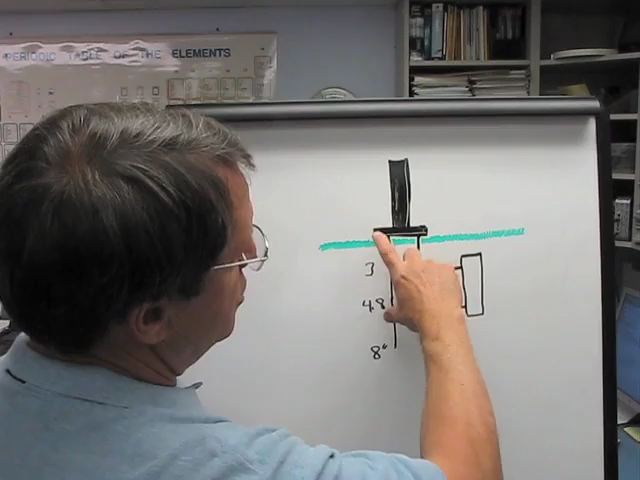 PERIODIC TABLE OF THE ELEMENTS
3
4.8
8"